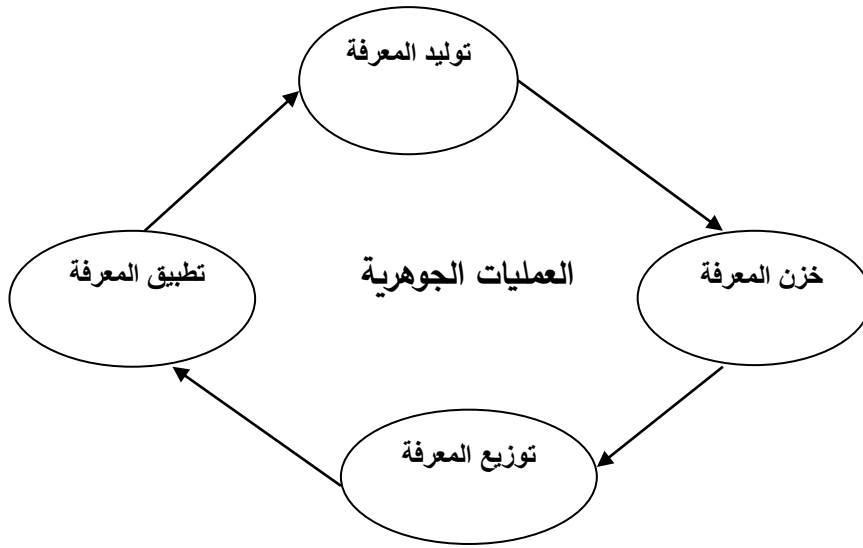 توليد المعرفة
خزن المعرفة
العمليات الجوهرية
تطبيق المعرفة
توزيع المعرفة